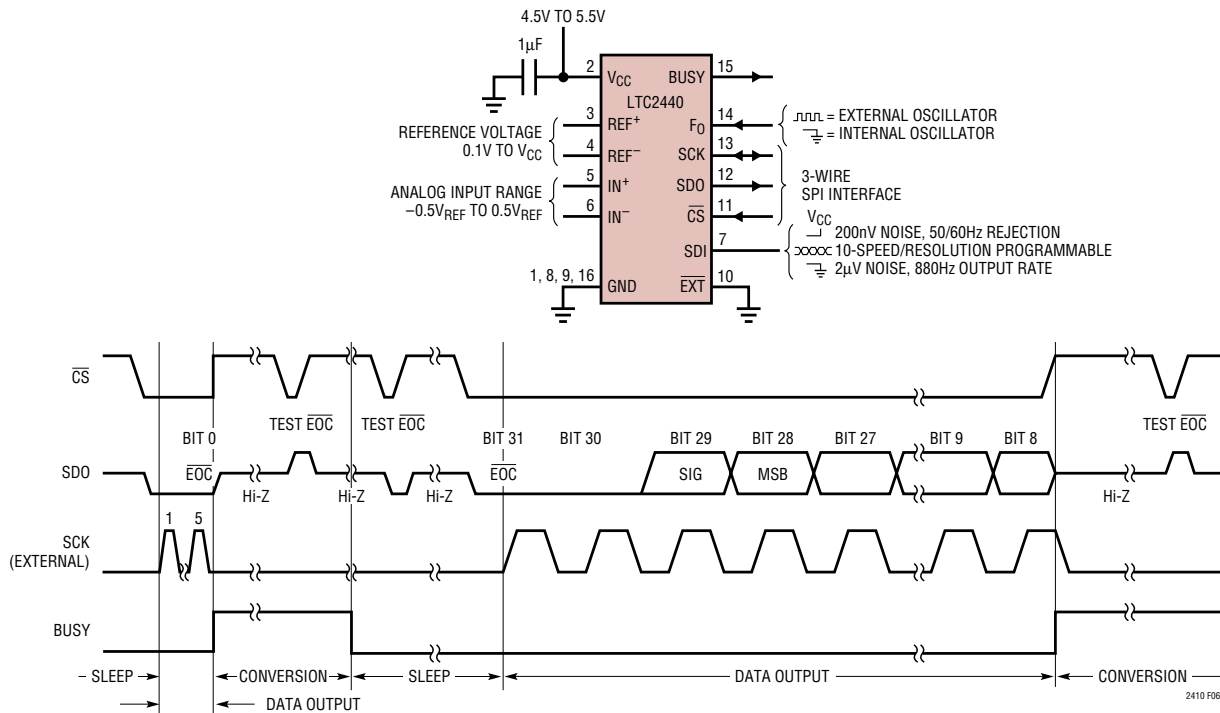 4.5V TO 5.5V
1µF
2 VCC BUSY 15
LTC2440
3 REF+ FO 14
4 REF− SCK 13
REFERENCE VOLTAGE
0.1V TO VCC
= EXTERNAL OSCILLATOR
= INTERNAL OSCILLATOR
5 IN+ SDO 12
6 IN− CS 11
ANALOG INPUT RANGE
−0.5VREF TO 0.5VREF
3-WIRE
SPI INTERFACE
SDI 7
VCC
200nV NOISE, 50/60Hz REJECTION
10-SPEED/RESOLUTION PROGRAMMABLE
2µV NOISE, 880Hz OUTPUT RATE
1, 8, 9, 16 GND EXT 10
CS
TEST EOC TEST EOC TEST EOC
BIT 0 BIT 31 BIT 30 BIT 29 BIT 28 BIT 27 BIT 9 BIT 8
SDO EOC EOC SIG MSB
Hi-Z Hi-Z Hi-Z Hi-Z
1 5
SCK
(EXTERNAL)
BUSY
SLEEP CONVERSION SLEEP DATA OUTPUT CONVERSION
DATA OUTPUT
2410 F06